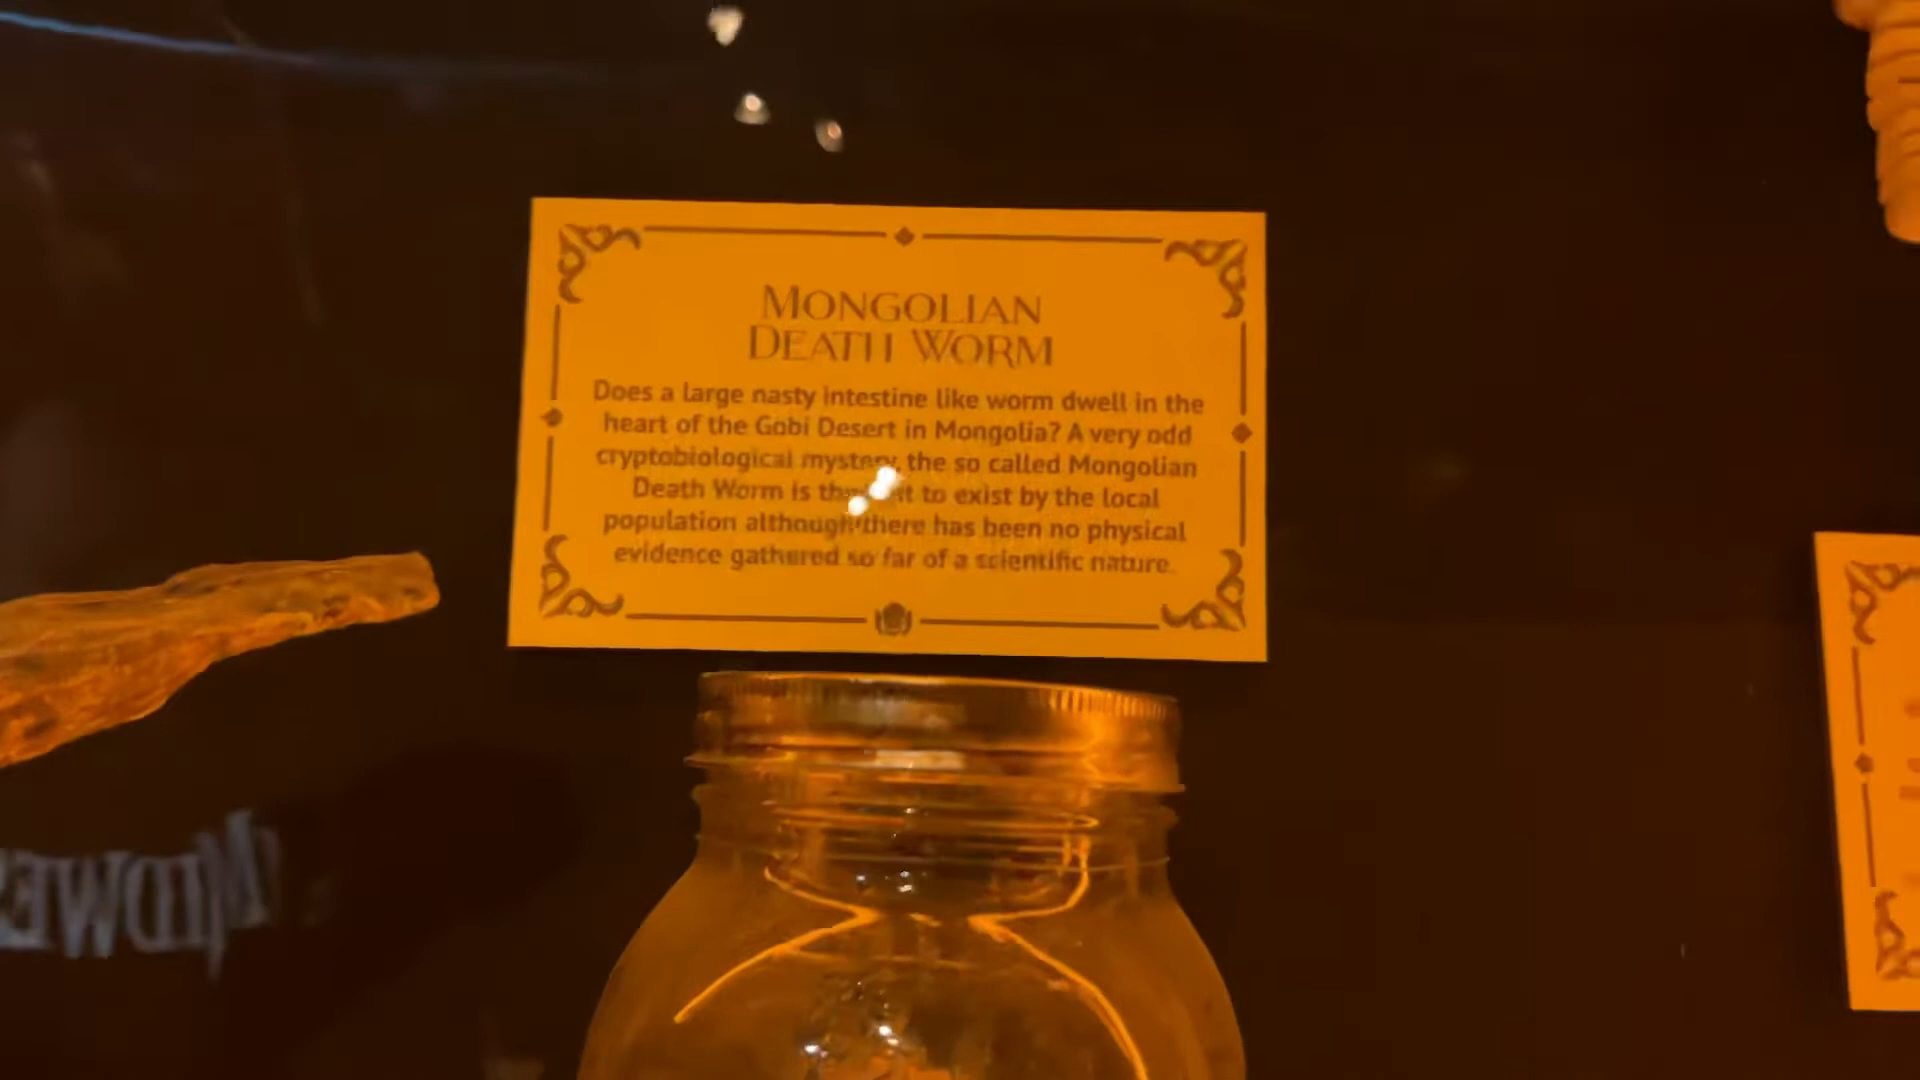 MONGOLIAN
DEATH WORM
Does a large nasty intestine like worm dwell in the
heart of the Gobi Desert in Mongolia? A very odd
cryptobiological mystery, the so called Mongolian
Death Worm is to exist by the local
population although there has been no physical
evidence gathered so far of a scientific nature.